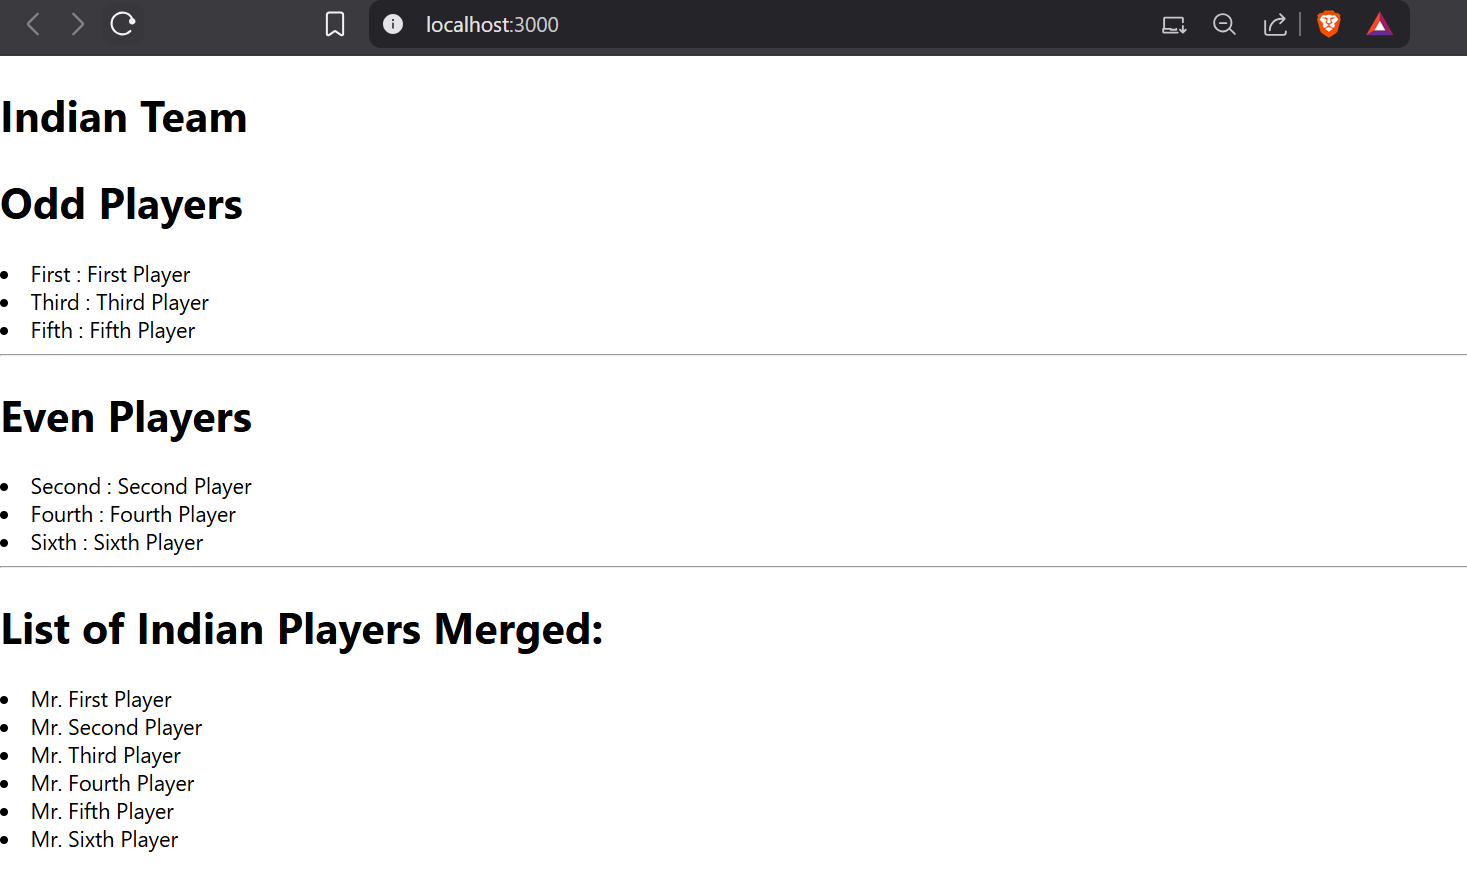 localhost:3000
Indian Team
Odd Players
First : First Player
Third : Third Player
Fifth : Fifth Player
Even Players
Second : Second Player
Fourth : Fourth Player
Sixth : Sixth Player
List of Indian Players Merged:
Mr. First Player
Mr. Second Player
Mr. Third Player
Mr. Fourth Player
Mr. Fifth Player
Mr. Sixth Player